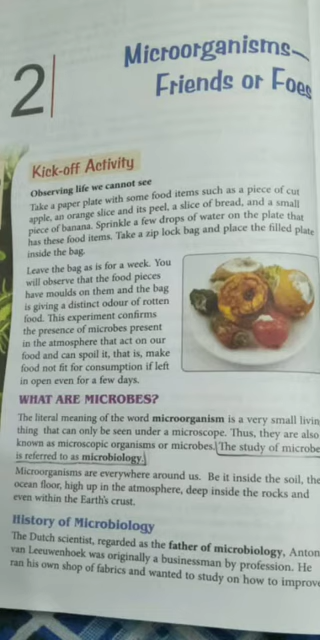 2
Microorganisms—
Friends or Foes
Kick-off Activity
Observing life we cannot see
Take a paper plate with some food items such as a piece of cut
apple, an orange slice and its peel, a slice of bread, and a small
piece of banana. Sprinkle a few drops of water on the plate that
has these food items. Take a zip lock bag and place the filled plate
inside the bag.
Leave the bag as is for a week. You
will observe that the food pieces
have moulds on them and the bag
is giving a distinct odour of rotten
food. This experiment confirms
the presence of microbes present
in the atmosphere that act on our
food and can spoil it, that is, make
food not fit for consumption if left
in open even for a few days.
WHAT ARE MICROBES?
The literal meaning of the word microorganism is a very small livin
thing that can only be seen under a microscope. Thus, they are also
known as microscopic organisms or microbes. The study of microbe
is referred to as microbiology.
Microorganisms are everywhere around us. Be it inside the soil, the
ocean floor, high up in the atmosphere, deep inside the rocks and
even within the Earth's crust.
History of Microbiology
The Dutch scientist, regarded as the father of microbiology, Anton
van Leeuwenhoek was originally a businessman by profession. He
ran his own shop of fabrics and wanted to study on how to improve